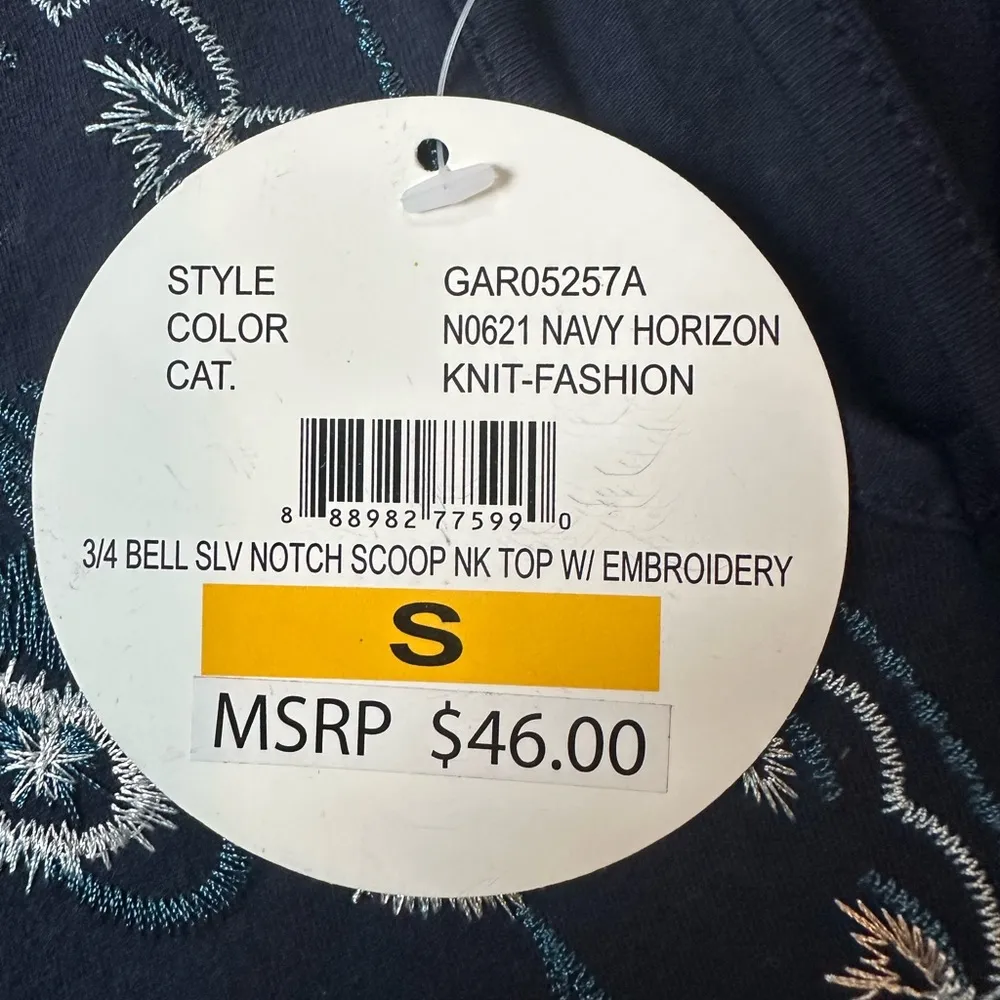 STYLE GAR05257A
COLOR N0621 NAVY HORIZON
CAT. KNIT-FASHION
8 88982 77599 0
3/4 BELL SLV NOTCH SCOOP NK TOP W/ EMBROIDERY
S
MSRP $46.00